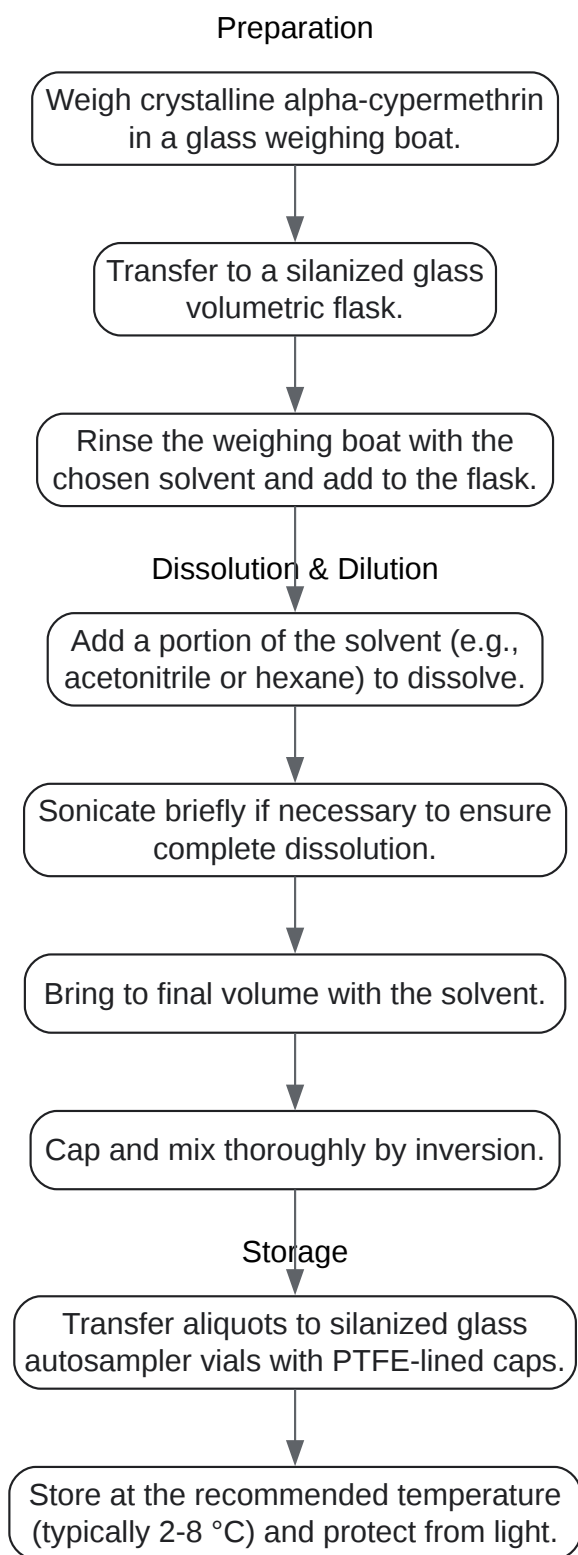 Preparation
Weigh crystalline alpha-cypermethrin
in a glass weighing boat.
Transfer to a silanized glass
volumetric flask.
Rinse the weighing boat with the
chosen solvent and add to the flask.
Dissolution & Dilution
Add a portion of the solvent (e.g.,
acetonitrile or hexane) to dissolve.
Sonicate briefly if necessary to ensure
complete dissolution.
Bring to final volume with the solvent.
Cap and mix thoroughly by inversion.
Storage
Transfer aliquots to silanized glass
autosampler vials with PTFE-lined caps.
Store at the recommended temperature
(typically 2-8 °C) and protect from light.